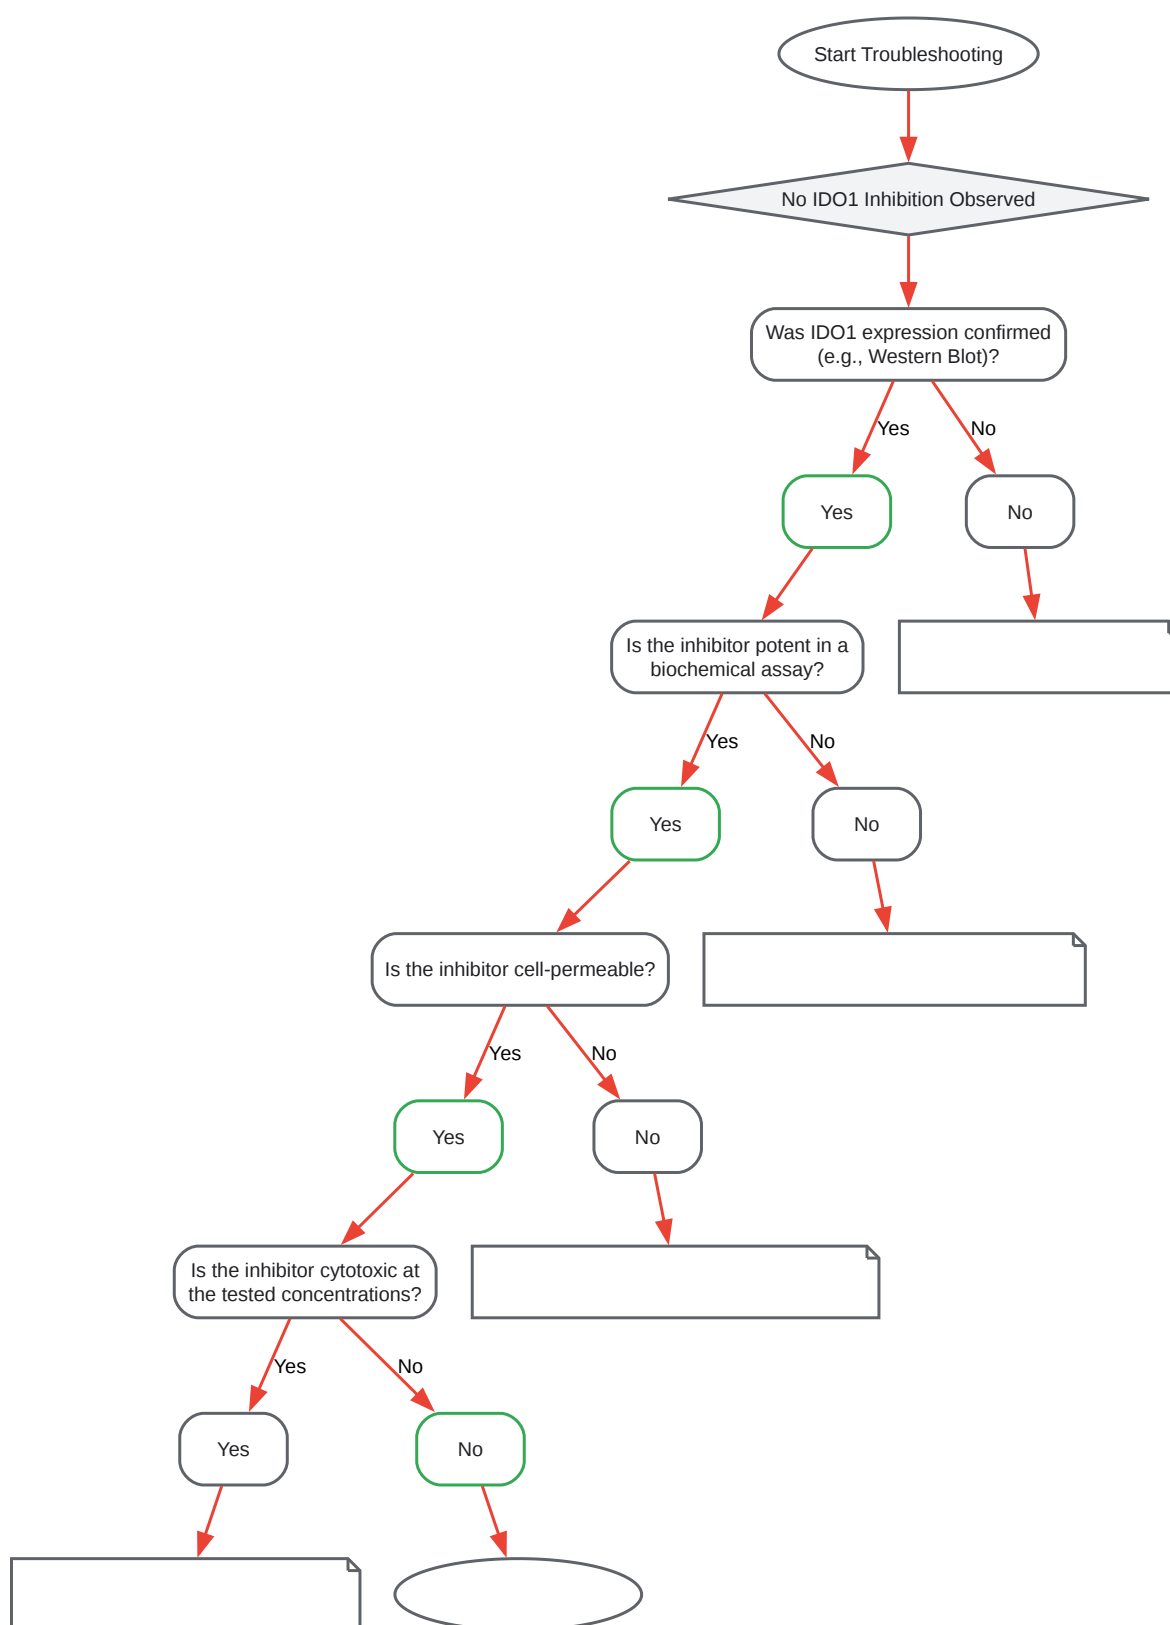 Start Troubleshooting
No IDO1 Inhibition Observed
Was IDO1 expression confirmed
(e.g., Western Blot)?
Yes
No
Yes
No
Is the inhibitor potent in a
biochemical assay?
Yes
No
Yes
No
Is the inhibitor cell-permeable?
Yes
No
Yes
No
Is the inhibitor cytotoxic at
the tested concentrations?
Yes
No
Yes
No